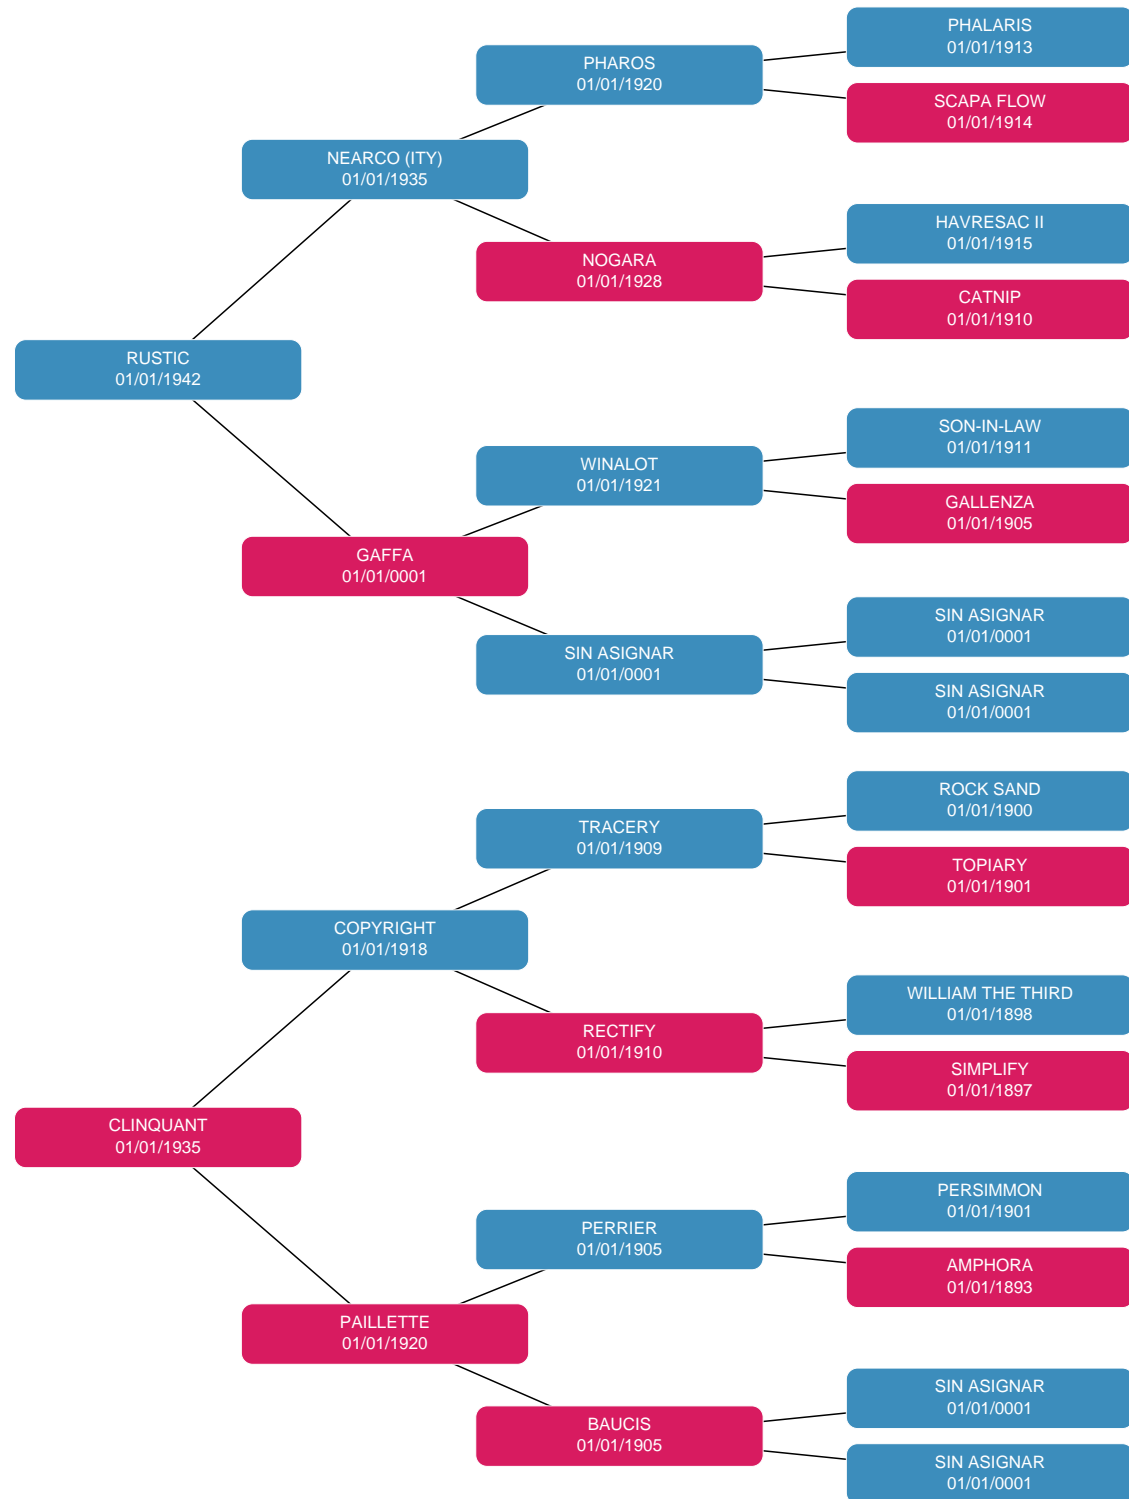 PHALARIS
01/01/1913
PHAROS
01/01/1920
SCAPA FLOW
01/01/1914
NEARCO (ITY)
01/01/1935
HAVRESAC II
01/01/1915
NOGARA
01/01/1928
CATNIP
01/01/1910
RUSTIC
01/01/1942
SON-IN-LAW
01/01/1911
WINALOT
01/01/1921
GALLENZA
01/01/1905
GAFFA
01/01/0001
SIN ASIGNAR
01/01/0001
SIN ASIGNAR
01/01/0001
SIN ASIGNAR
01/01/0001
ROCK SAND
01/01/1900
TRACERY
01/01/1909
TOPIARY
01/01/1901
COPYRIGHT
01/01/1918
WILLIAM THE THIRD
01/01/1898
RECTIFY
01/01/1910
SIMPLIFY
01/01/1897
CLINQUANT
01/01/1935
PERSIMMON
01/01/1901
PERRIER
01/01/1905
AMPHORA
01/01/1893
PAILLETTE
01/01/1920
SIN ASIGNAR
01/01/0001
BAUCIS
01/01/1905
SIN ASIGNAR
01/01/0001